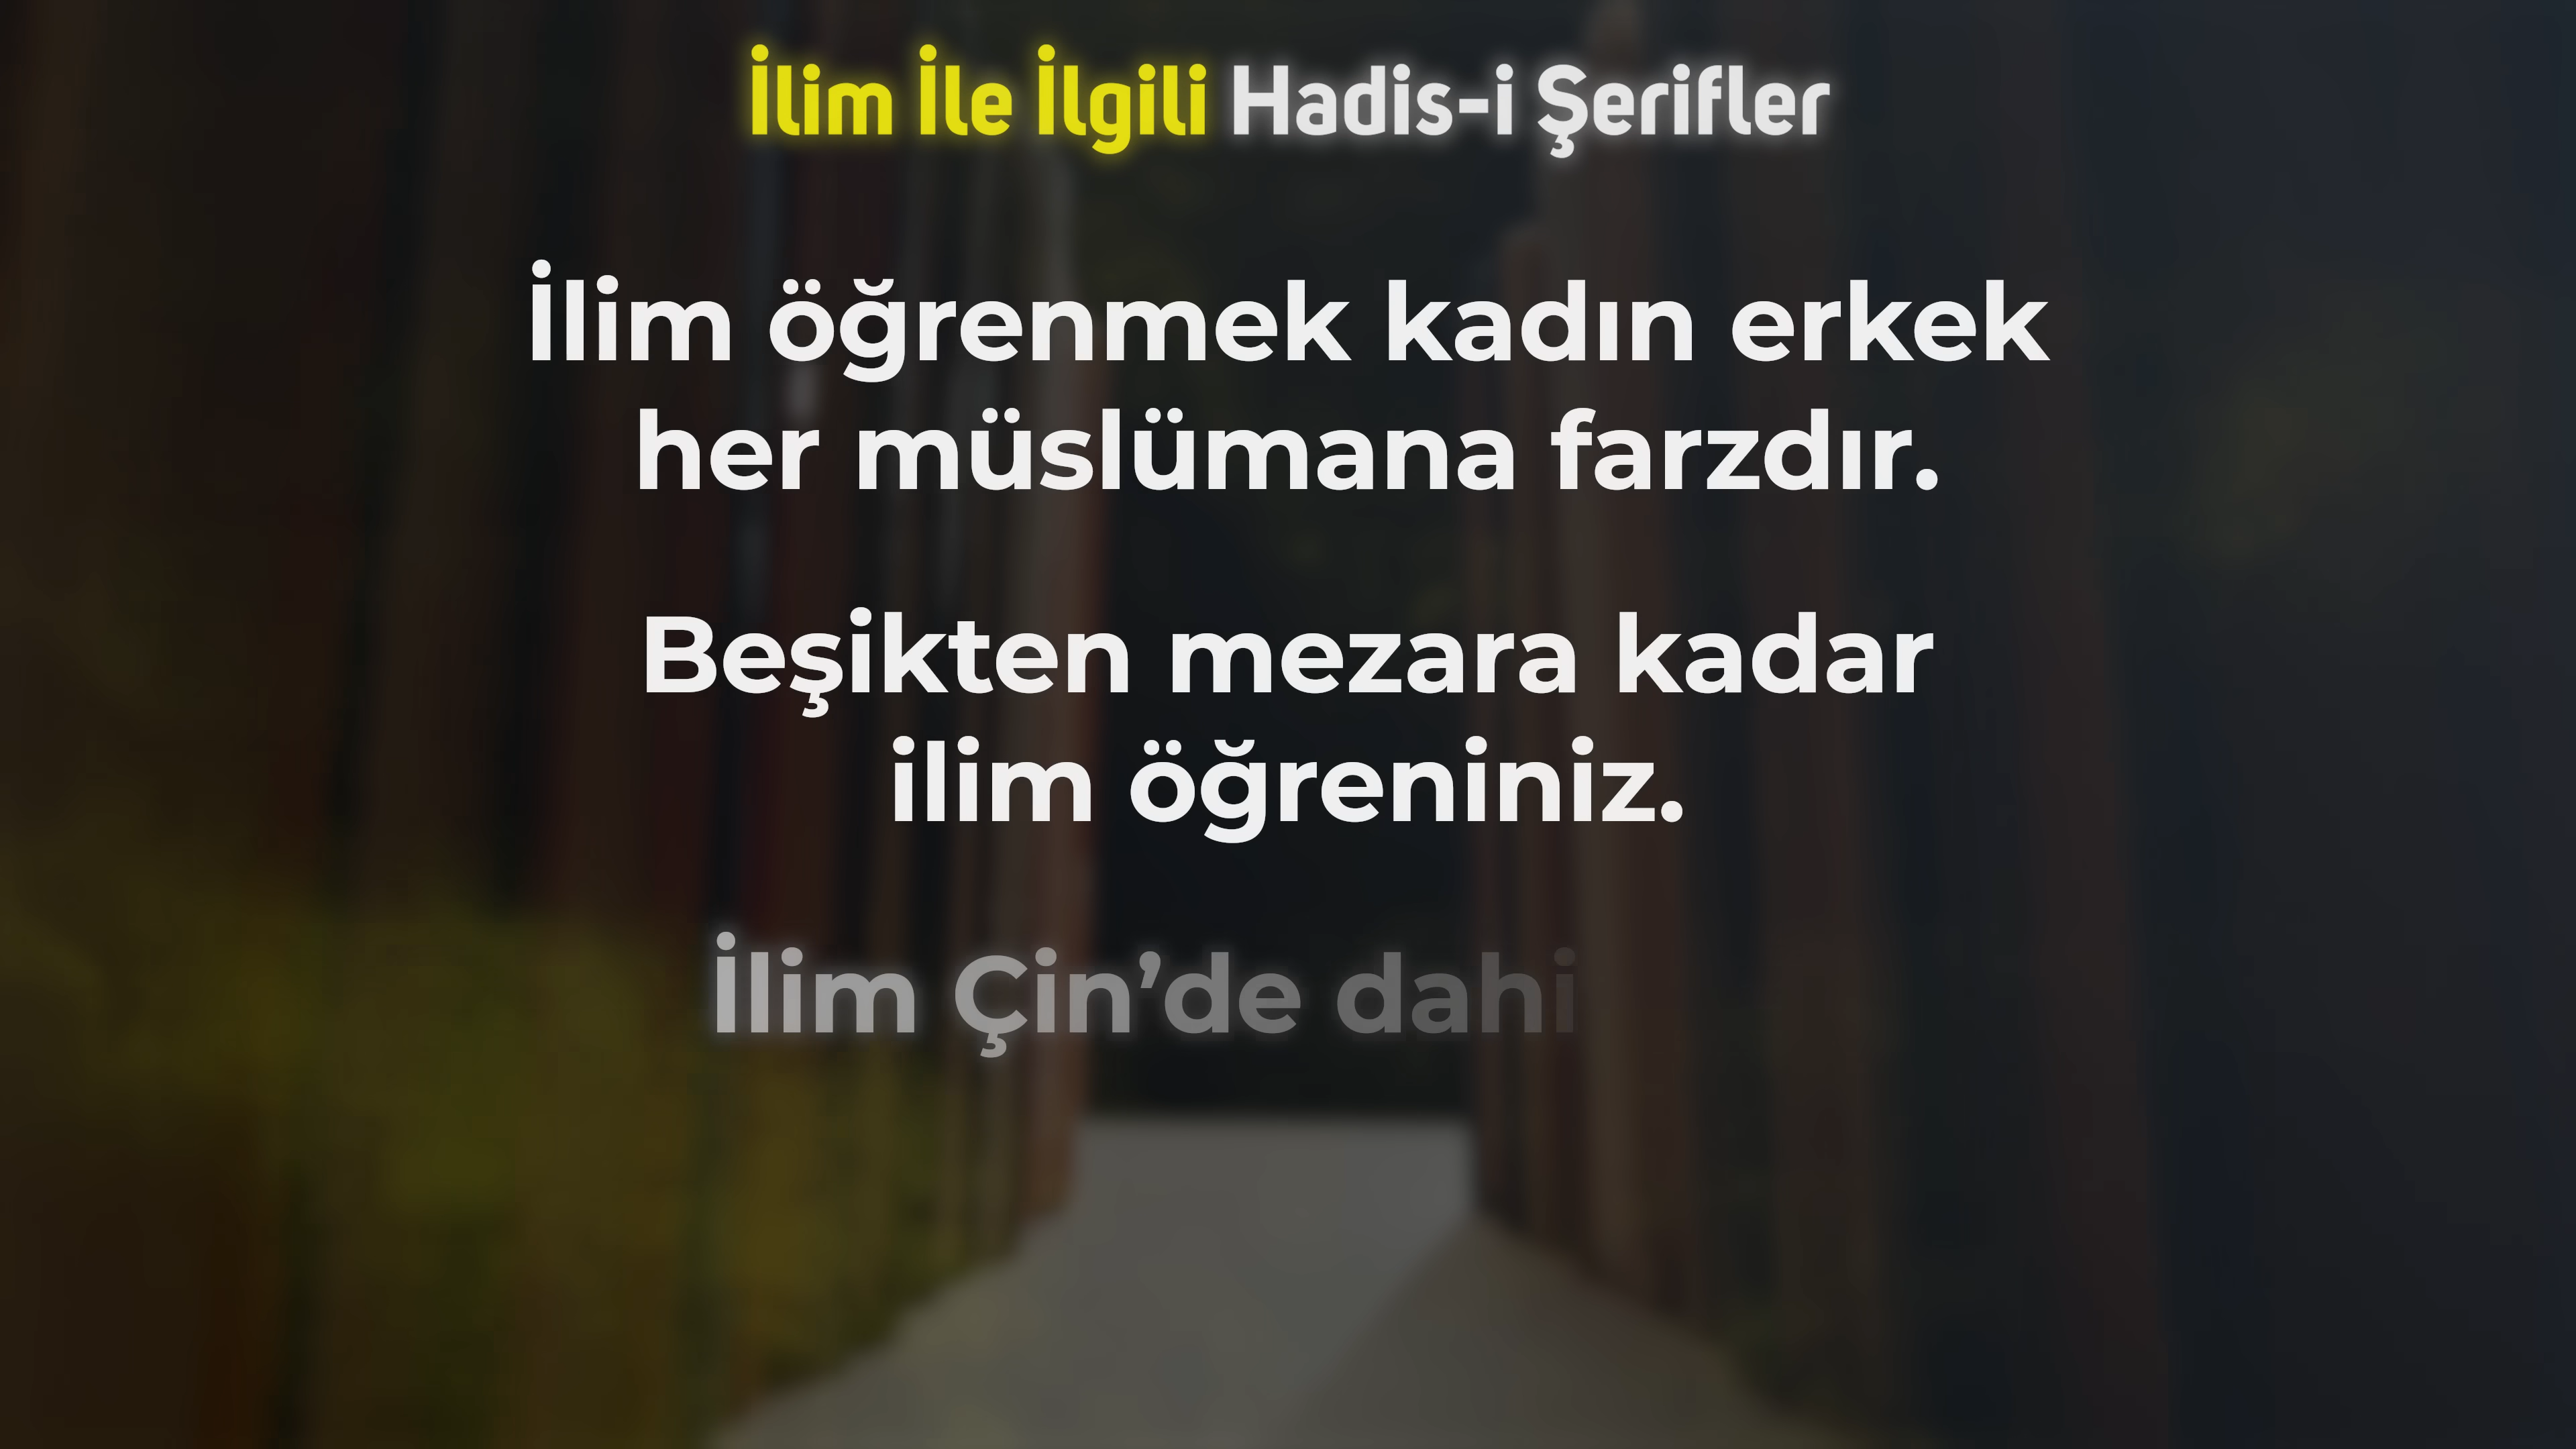 İlim İle İlgili Hadis-i Şerifler
İlim öğrenmek kadın erkek
her müslümana farzdır.
Beşikten mezara kadar
ilim öğreniniz.
İlim Çin’de dahi